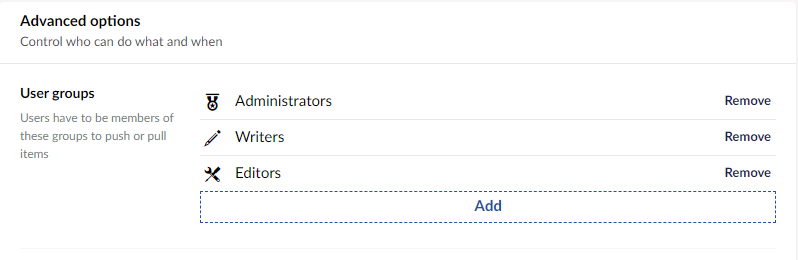 Advanced options
Control who can do what and when
User groups
Users have to be members of
these groups to push or pull
items
Administrators Remove
Writers Remove
Editors Remove
Add